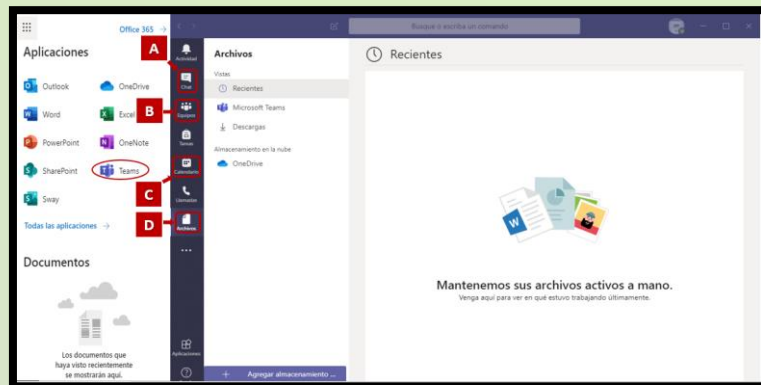 Office 365 →
Aplicaciones
Outlook
OneDrive
Word
Excel
PowerPoint
OneNote
SharePoint
Teams
Sway
Todas las aplicaciones →
Documentos
Los documentos que
haya visto recientemente
se mostrarán aquí.
A
B
C
D
Actividad
Chat
Equipos
Tareas
Calendario
Llamadas
Archivos
Aplicaciones
Busque o escriba un comando
Archivos
Vistas
Recientes
Microsoft Teams
Descargas
Almacenamiento en la nube
OneDrive
+ Agregar almacenamiento ...
Recientes
W
Mantenemos sus archivos activos a mano.
Venga aquí para ver en qué estuvo trabajando últimamente.